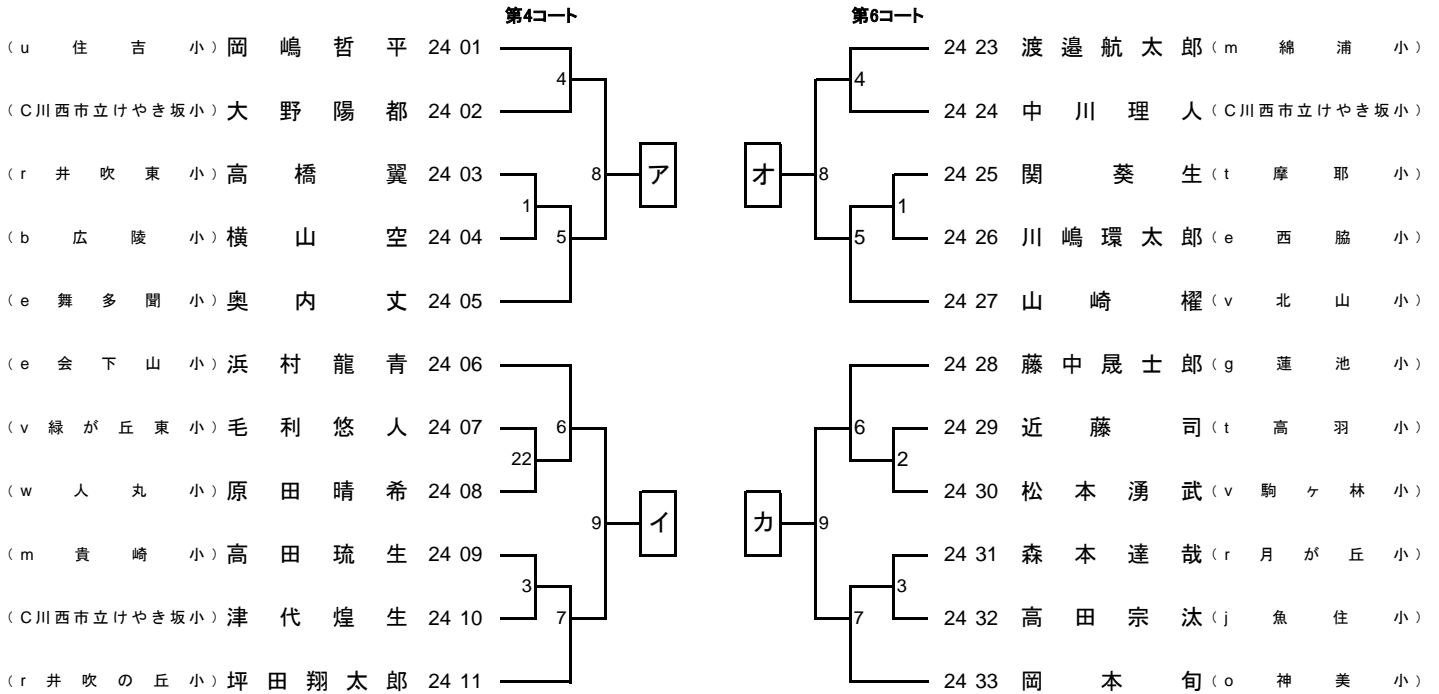 第4コート 第6コート
(u 住吉小) 岡嶋哲平 24 01 24 23 渡邉航太郎 (m 綿浦小)
4 4
(C川西市立けやき坂小) 大野陽都 24 02 24 24 中川理人 (C川西市立けやき坂小)
(r 井吹東小) 高橋翼 24 03 8 ア オ 8 24 25 関葵生 (t 摩耶小)
1 1
(b 広陵小) 横山空 24 04 5 5 24 26 川嶋環太郎 (e 西脇小)
(e 舞多聞小) 奥内丈 24 05 24 27 山崎櫂 (v 北山小)
(e 会下山小) 浜村龍青 24 06 24 28 藤中晟士郎 (g 蓮池小)
(v 緑が丘東小) 毛利悠人 24 07 6 6 24 29 近藤司 (t 高羽小)
22 2
(w 人丸小) 原田晴希 24 08 24 30 松本湧武 (v 駒ヶ林小)
9 イ カ 9
(m 貴崎小) 高田琉生 24 09 24 31 森本達哉 (r 月が丘小)
3 3
(C川西市立けやき坂小) 津代煌生 24 10 7 7 24 32 高田宗汰 (j 魚住小)
(r 井吹の丘小) 坪田翔太郎 24 11 24 33 岡本旬 (o 神美小)